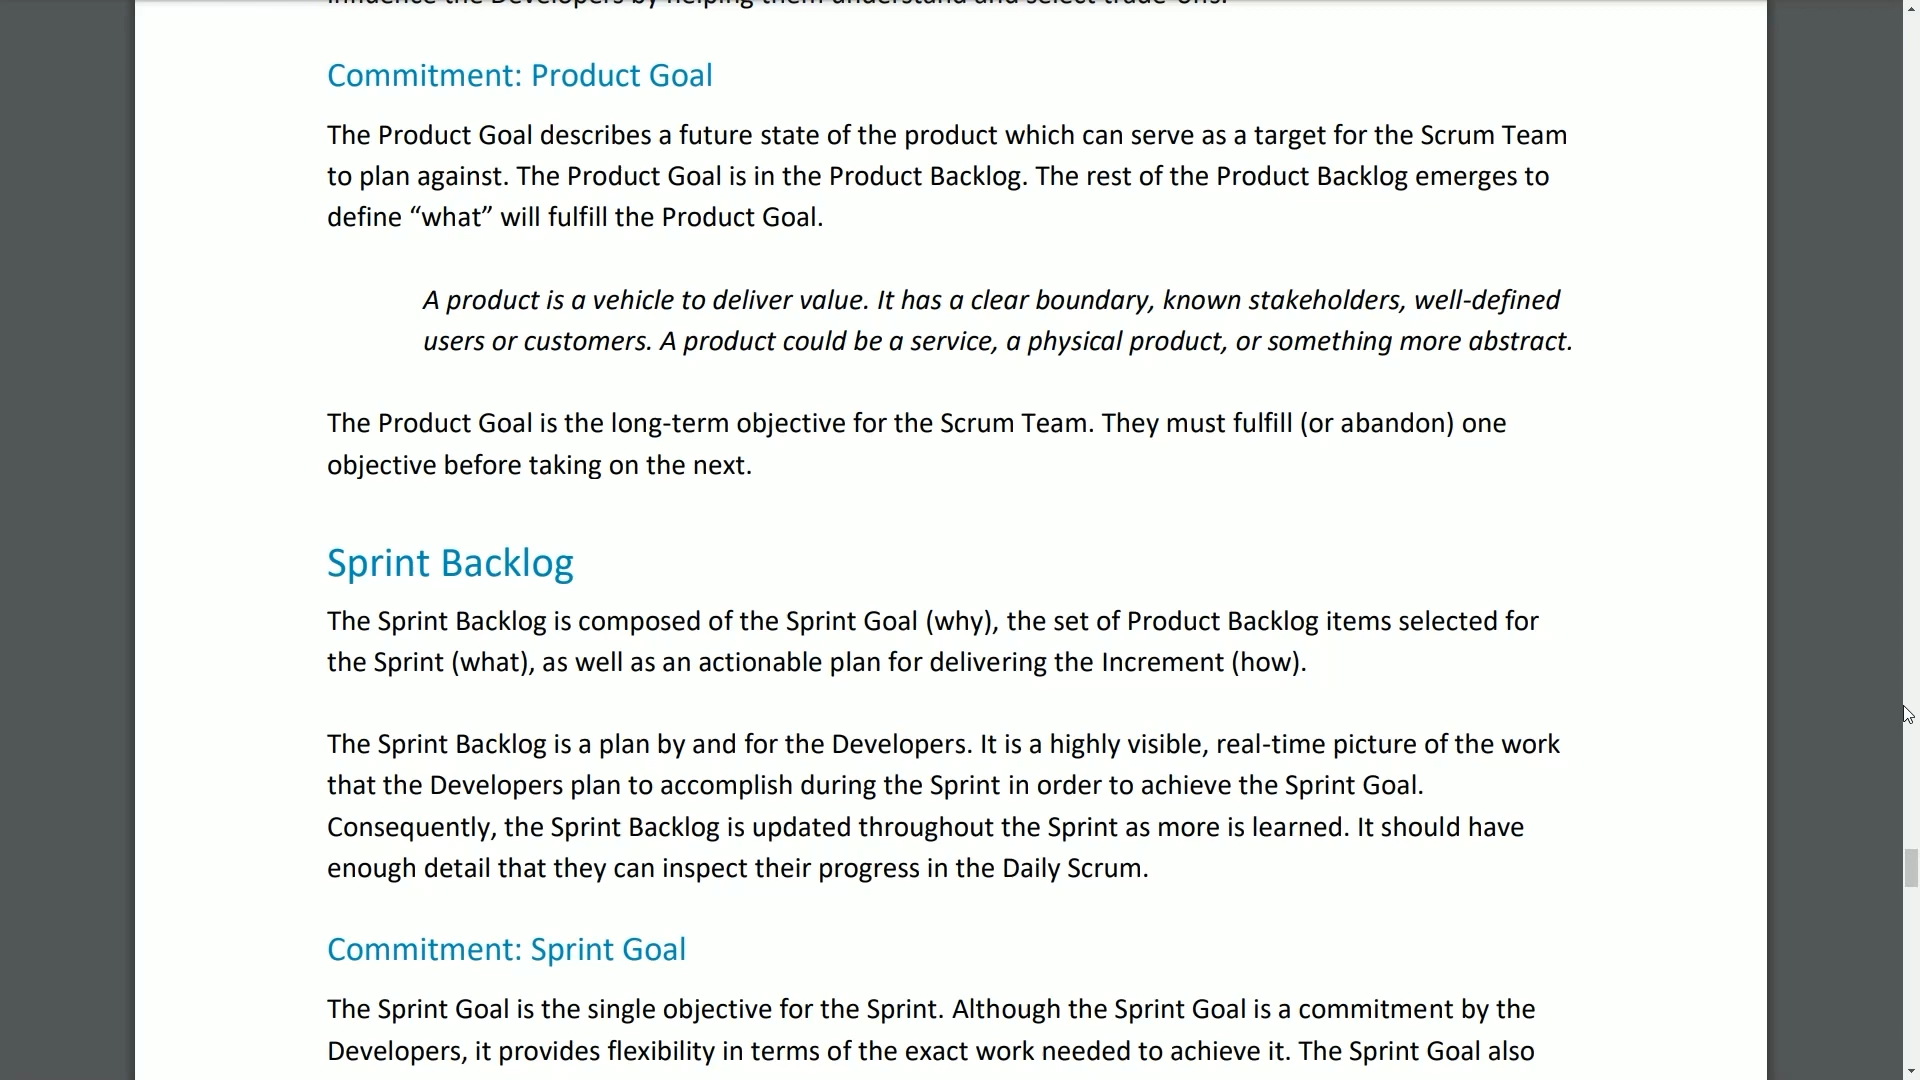 influence the Developers by helping them understand and select trade-offs.
Commitment: Product Goal
The Product Goal describes a future state of the product which can serve as a target for the Scrum Team
to plan against. The Product Goal is in the Product Backlog. The rest of the Product Backlog emerges to
define “what” will fulfill the Product Goal.
A product is a vehicle to deliver value. It has a clear boundary, known stakeholders, well-defined
users or customers. A product could be a service, a physical product, or something more abstract.
The Product Goal is the long-term objective for the Scrum Team. They must fulfill (or abandon) one
objective before taking on the next.
Sprint Backlog
The Sprint Backlog is composed of the Sprint Goal (why), the set of Product Backlog items selected for
the Sprint (what), as well as an actionable plan for delivering the Increment (how).
The Sprint Backlog is a plan by and for the Developers. It is a highly visible, real-time picture of the work
that the Developers plan to accomplish during the Sprint in order to achieve the Sprint Goal.
Consequently, the Sprint Backlog is updated throughout the Sprint as more is learned. It should have
enough detail that they can inspect their progress in the Daily Scrum.
Commitment: Sprint Goal
The Sprint Goal is the single objective for the Sprint. Although the Sprint Goal is a commitment by the
Developers, it provides flexibility in terms of the exact work needed to achieve it. The Sprint Goal also